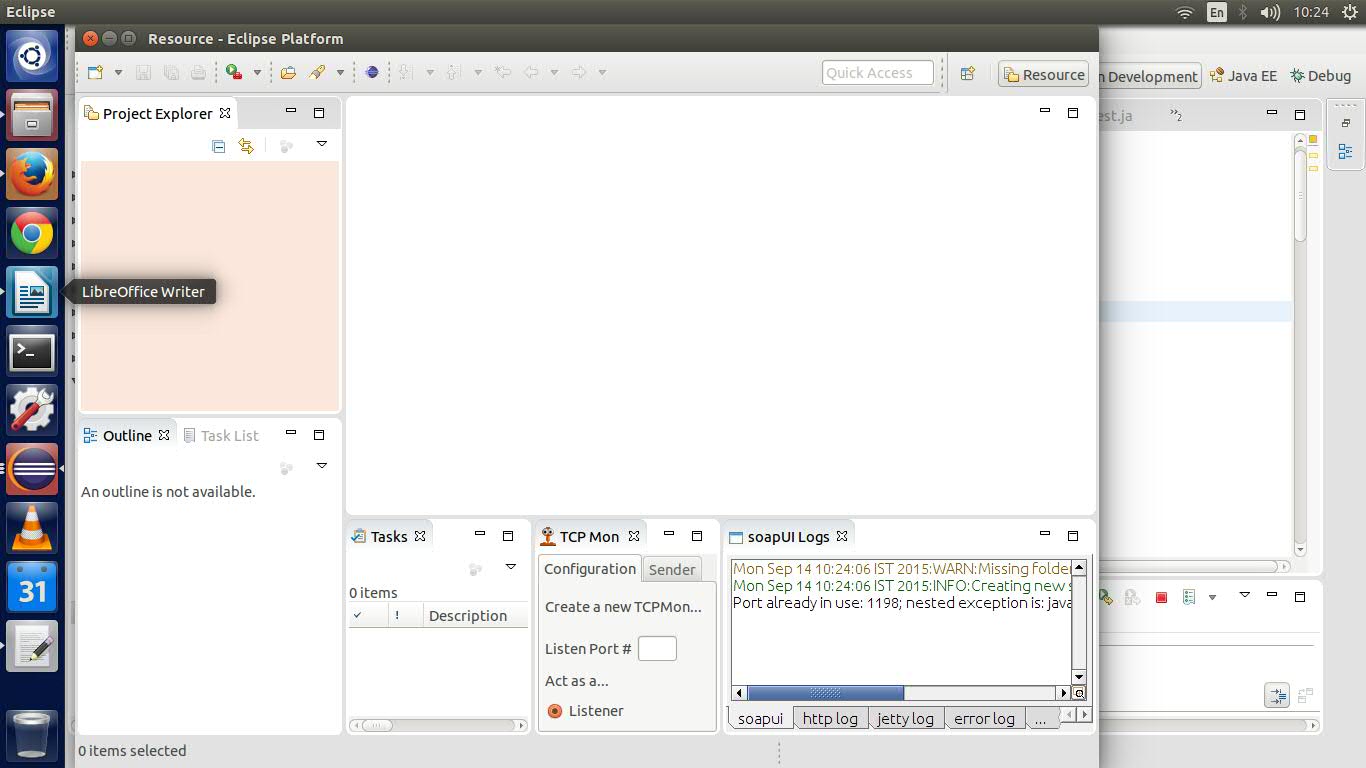 Eclipse
En
10:24
Resource - Eclipse Platform
Quick Access
Resource
n Development
Java EE
Debug
Project Explorer
est.ja
2
LibreOffice Writer
Outline
Task List
An outline is not available.
31
Tasks
TCP Mon
soapUI Logs
Configuration
Sender
Mon Sep 14 10:24:06 IST 2015:WARN:Missing folder
Mon Sep 14 10:24:06 IST 2015:INFO:Creating new s
Port already in use: 1198; nested exception is: java
0 items
Create a new TCPMon...
! Description
Listen Port #
Act as a...
Listener
soapui
http log
jetty log
error log
...
0 items selected